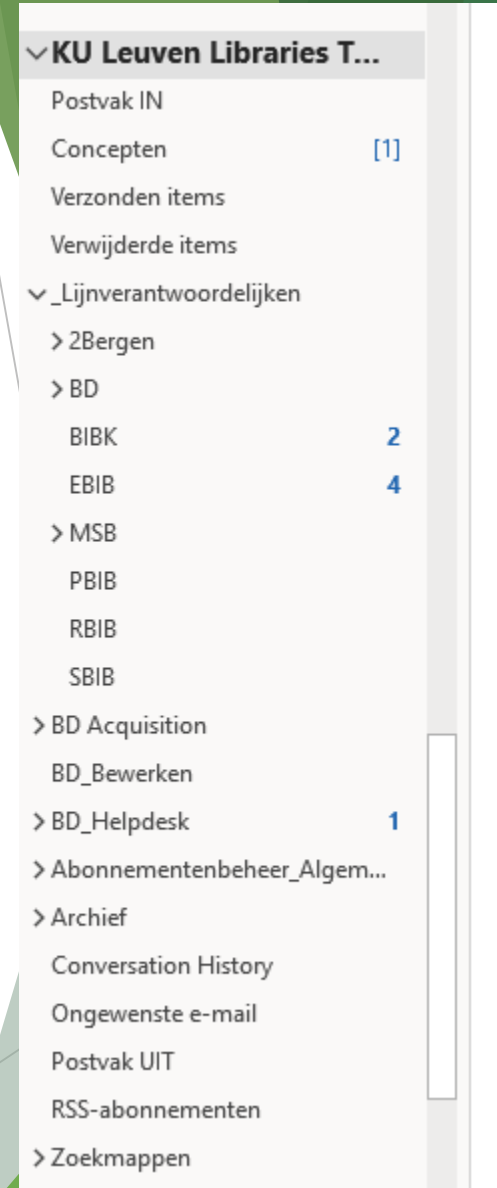 KU Leuven Libraries T...
Postvak IN
Concepten [1]
Verzonden items
Verwijderde items
_Lijnverantwoordelijken
2Bergen
BD
BIBK 2
EBIB 4
MSB
PBIB
RBIB
SBIB
BD Acquisition
BD_Bewerken
BD_Helpdesk 1
Abonnementenbeheer_Algem...
Archief
Conversation History
Ongewenste e-mail
Postvak UIT
RSS-abonnementen
Zoekmappen